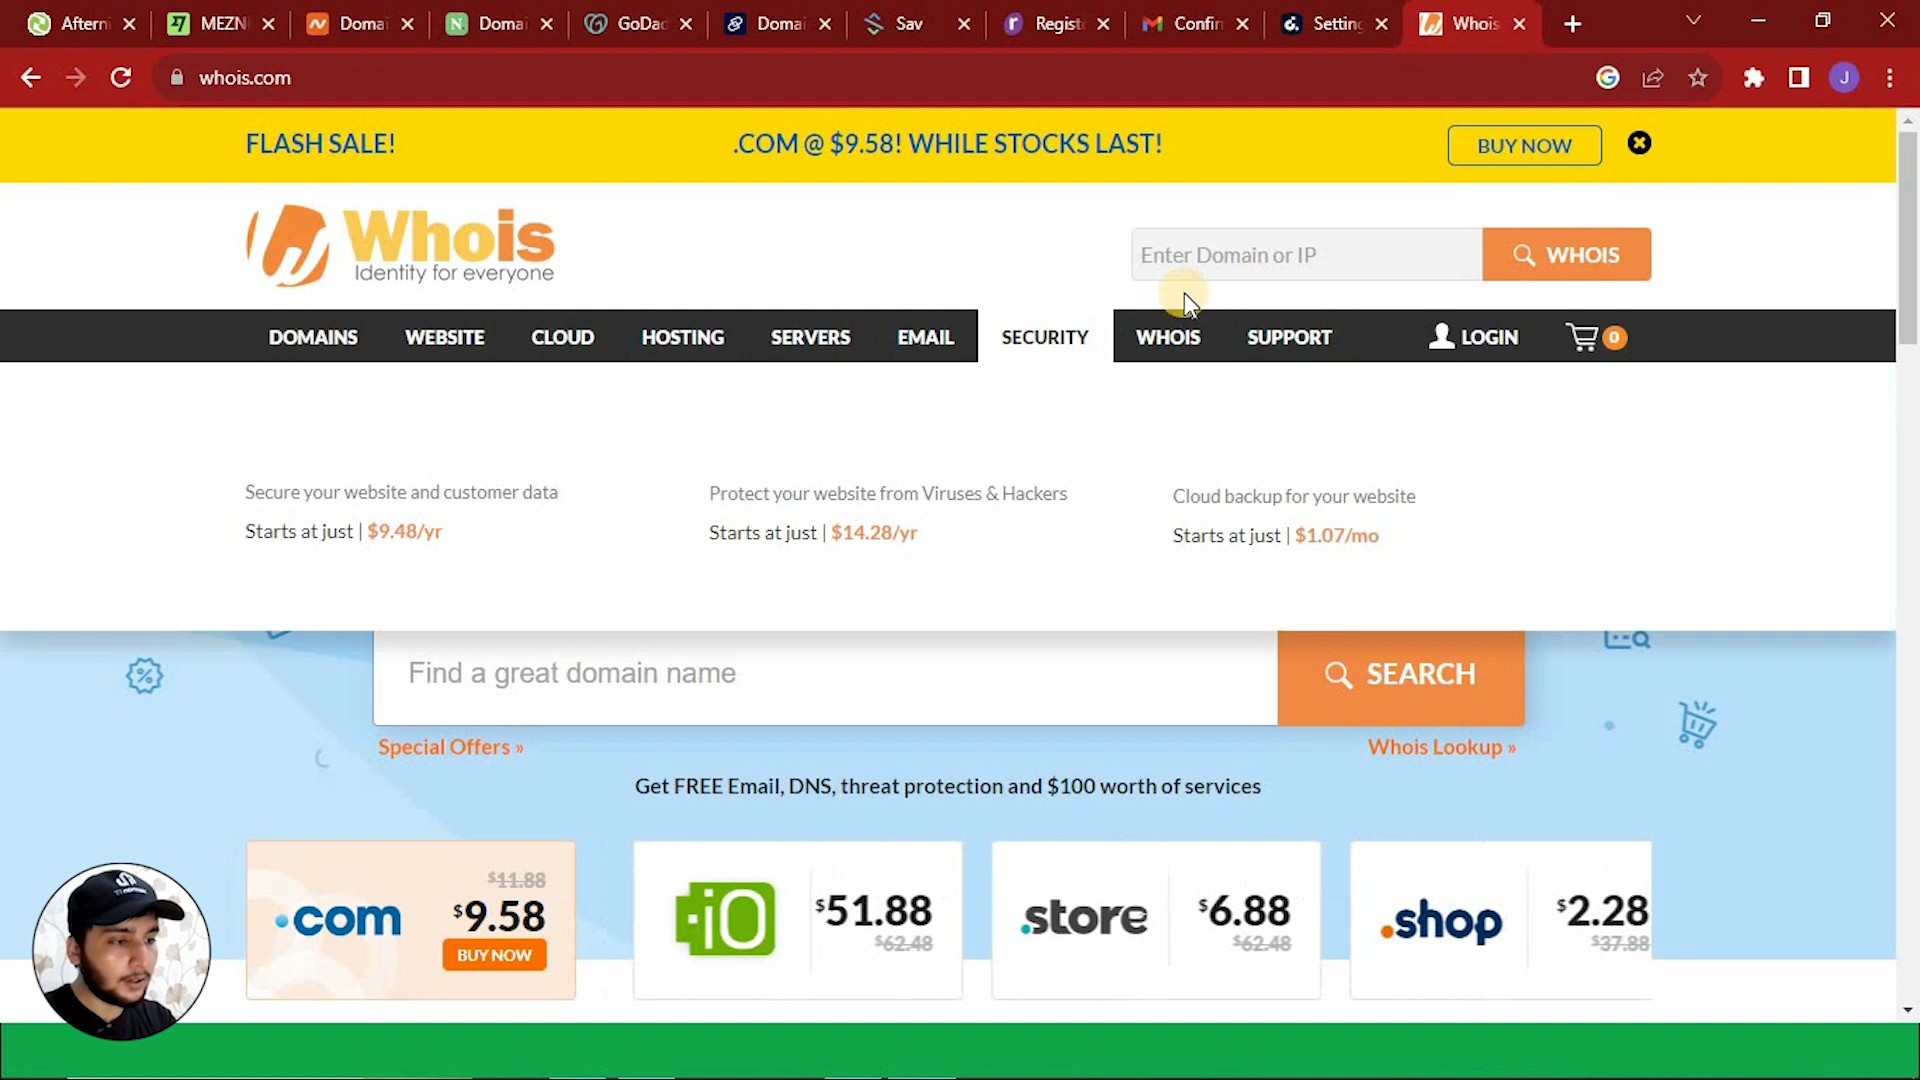 Aftern
MEZN
Domai
Domai
GoDad
Domai
Sav
Registe
Confir
Setting
Whois
whois.com
J
FLASH SALE!
.COM @ $9.58! WHILE STOCKS LAST!
BUY NOW
Whois
Identity for everyone
Enter Domain or IP
WHOIS
DOMAINS
WEBSITE
CLOUD
HOSTING
SERVERS
EMAIL
SECURITY
WHOIS
SUPPORT
LOGIN
0
Secure your website and customer data
Starts at just | $9.48/yr
Protect your website from Viruses & Hackers
Starts at just | $14.28/yr
Cloud backup for your website
Starts at just | $1.07/mo
Find a great domain name
SEARCH
Special Offers »
Whois Lookup »
Get FREE Email, DNS, threat protection and $100 worth of services
.com
$11.88
$9.58
BUY NOW
.io
$51.88
$62.48
.store
$6.88
$62.48
.shop
$2.28
$37.88